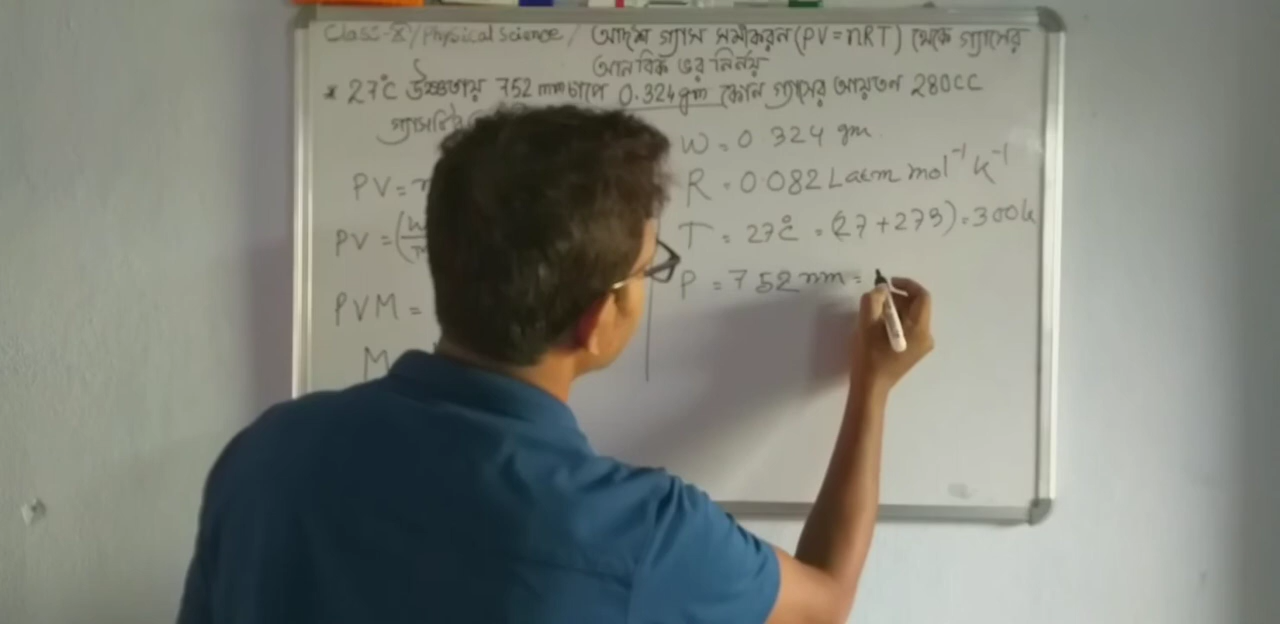 Class-X/Physical Science/ আদর্শ গ্যাস সমীকরণ (PV=nRT) থেকে গ্যাসের
আনবিক ভর নির্নয়
* 27°C উষ্ণতায় 752 mm চাপে 0.324 gm কোন গ্যাসের আয়তন 280CC
গ্যাসটির
PV =
PV =
PVM =
M
W = 0.324 gm
R = 0.082 L atm mol⁻¹ K⁻¹
T = 27°C = (27+273) = 300k
P = 752 mm =